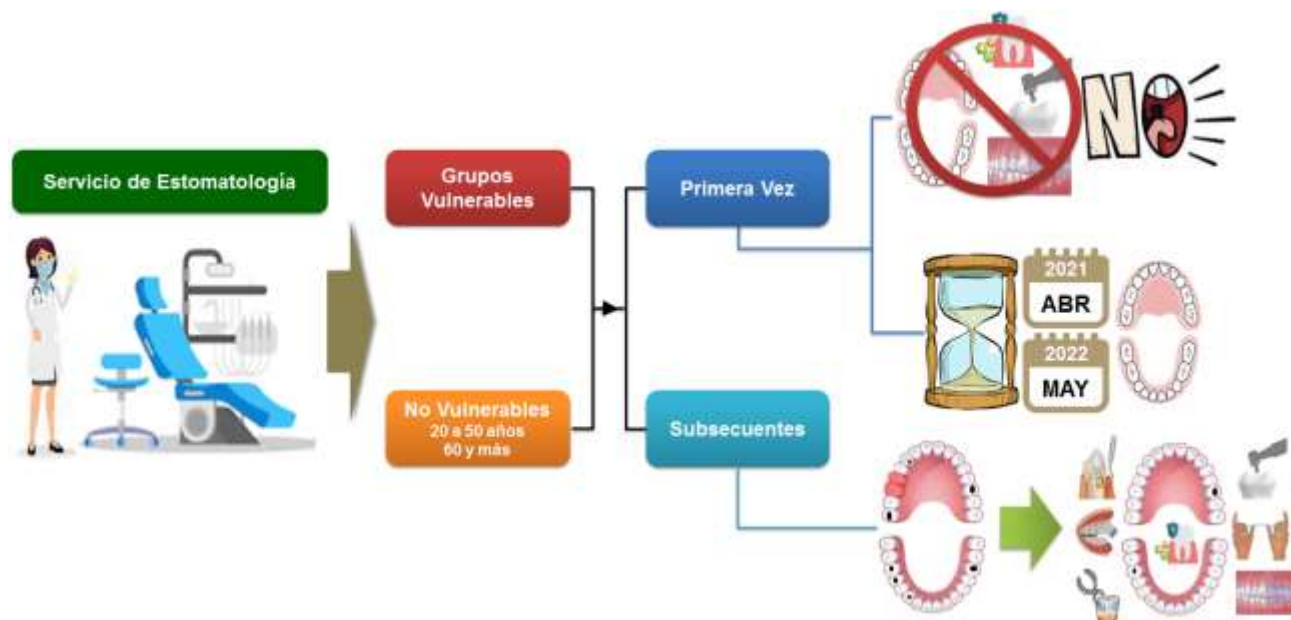 Servicio de Estomatología
Grupos
Vulnerables
No Vulnerables
20 a 50 años
60 y más
Primera Vez
Subsecuentes
NO
2021
ABR
2022
MAY